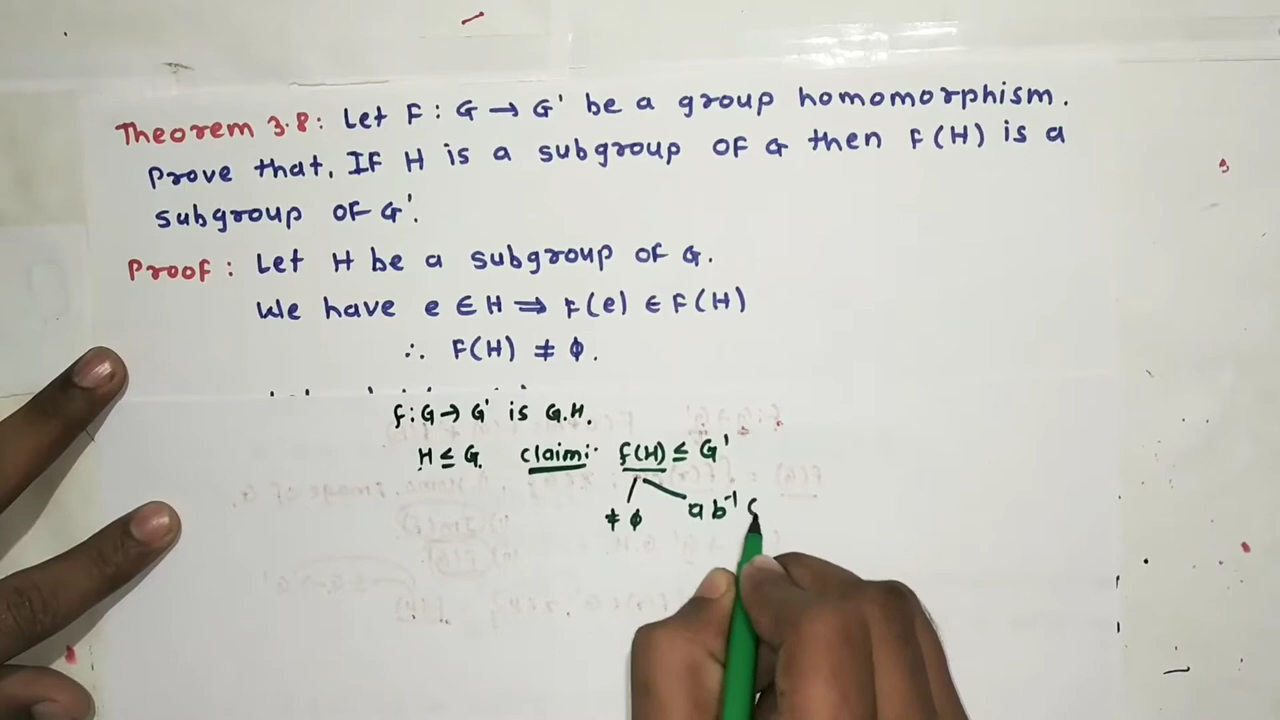 Theorem 3.8: Let F: G → G' be a group homomorphism.
Prove that, IF H is a subgroup OF G then F(H) is a
subgroup OF G'.
Proof: Let H be a subgroup OF G.
We have e ∈ H ⇒ F(e) ∈ F(H)
∴ F(H) ≠ φ.
f: G → G' is G.H.
H ≤ G. claim: f(H) ≤ G'
≠ φ a b⁻¹